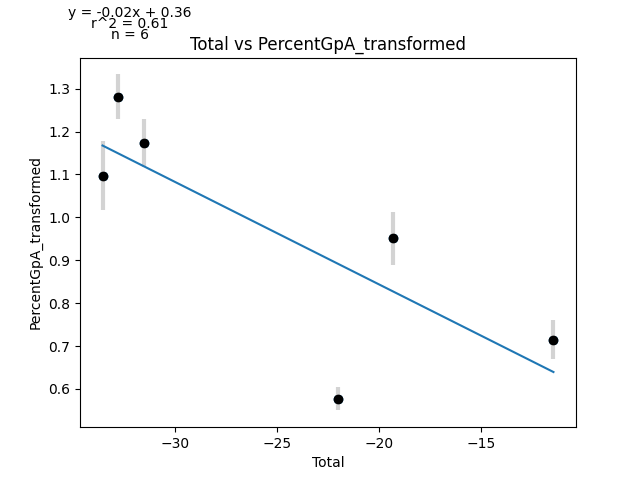 y = -0.02x + 0.36
r^2 = 0.61
n = 6
Total vs PercentGpA_transformed
1.3
1.2
1.1
1.0
0.9
0.8
0.7
0.6
PercentGpA_transformed
−30
−25
−20
−15
Total